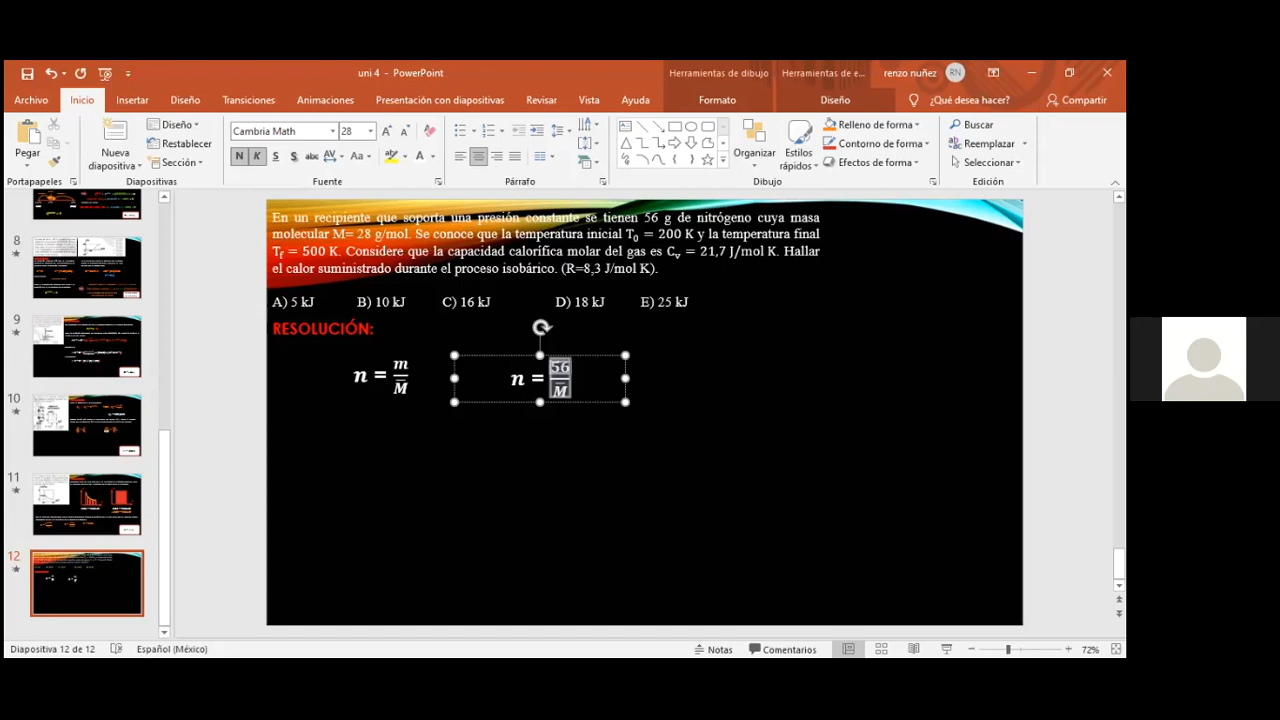 uni 4 - PowerPoint
Herramientas de dibujo
Herramientas de e...
renzo nuñez
RN
Archivo
Inicio
Insertar
Diseño
Transiciones
Animaciones
Presentación con diapositivas
Revisar
Vista
Ayuda
Formato
Diseño
¿Qué desea hacer?
Compartir
Pegar
Nueva
diapositiva
Diseño
Restablecer
Sección
Cambria Math
28
N K S S abc AV Aa A
Organizar
Estilos
rápidos
Relleno de forma
Contorno de forma
Efectos de forma
Buscar
Reemplazar
Seleccionar
Portapapeles
Diapositivas
Fuente
Párrafo
Dibujo
Edición
8
9
10
11
12
En un recipiente que soporta una presión constante se tienen 56 g de nitrógeno cuya masa
molecular M= 28 g/mol. Se conoce que la temperatura inicial T₀ = 200 K y la temperatura final
T_f = 500 K. Considere que la capacidad calorífica molar del gas es C_v = 21,7 J/mol K. Hallar
el calor suministrado durante el proceso isobárico. (R=8,3 J/mol K).
A) 5 kJ B) 10 kJ C) 16 kJ D) 18 kJ E) 25 kJ
RESOLUCIÓN:
n = m/M̅ n = 56/M̅
Diapositiva 12 de 12
Español (México)
Notas
Comentarios
72%